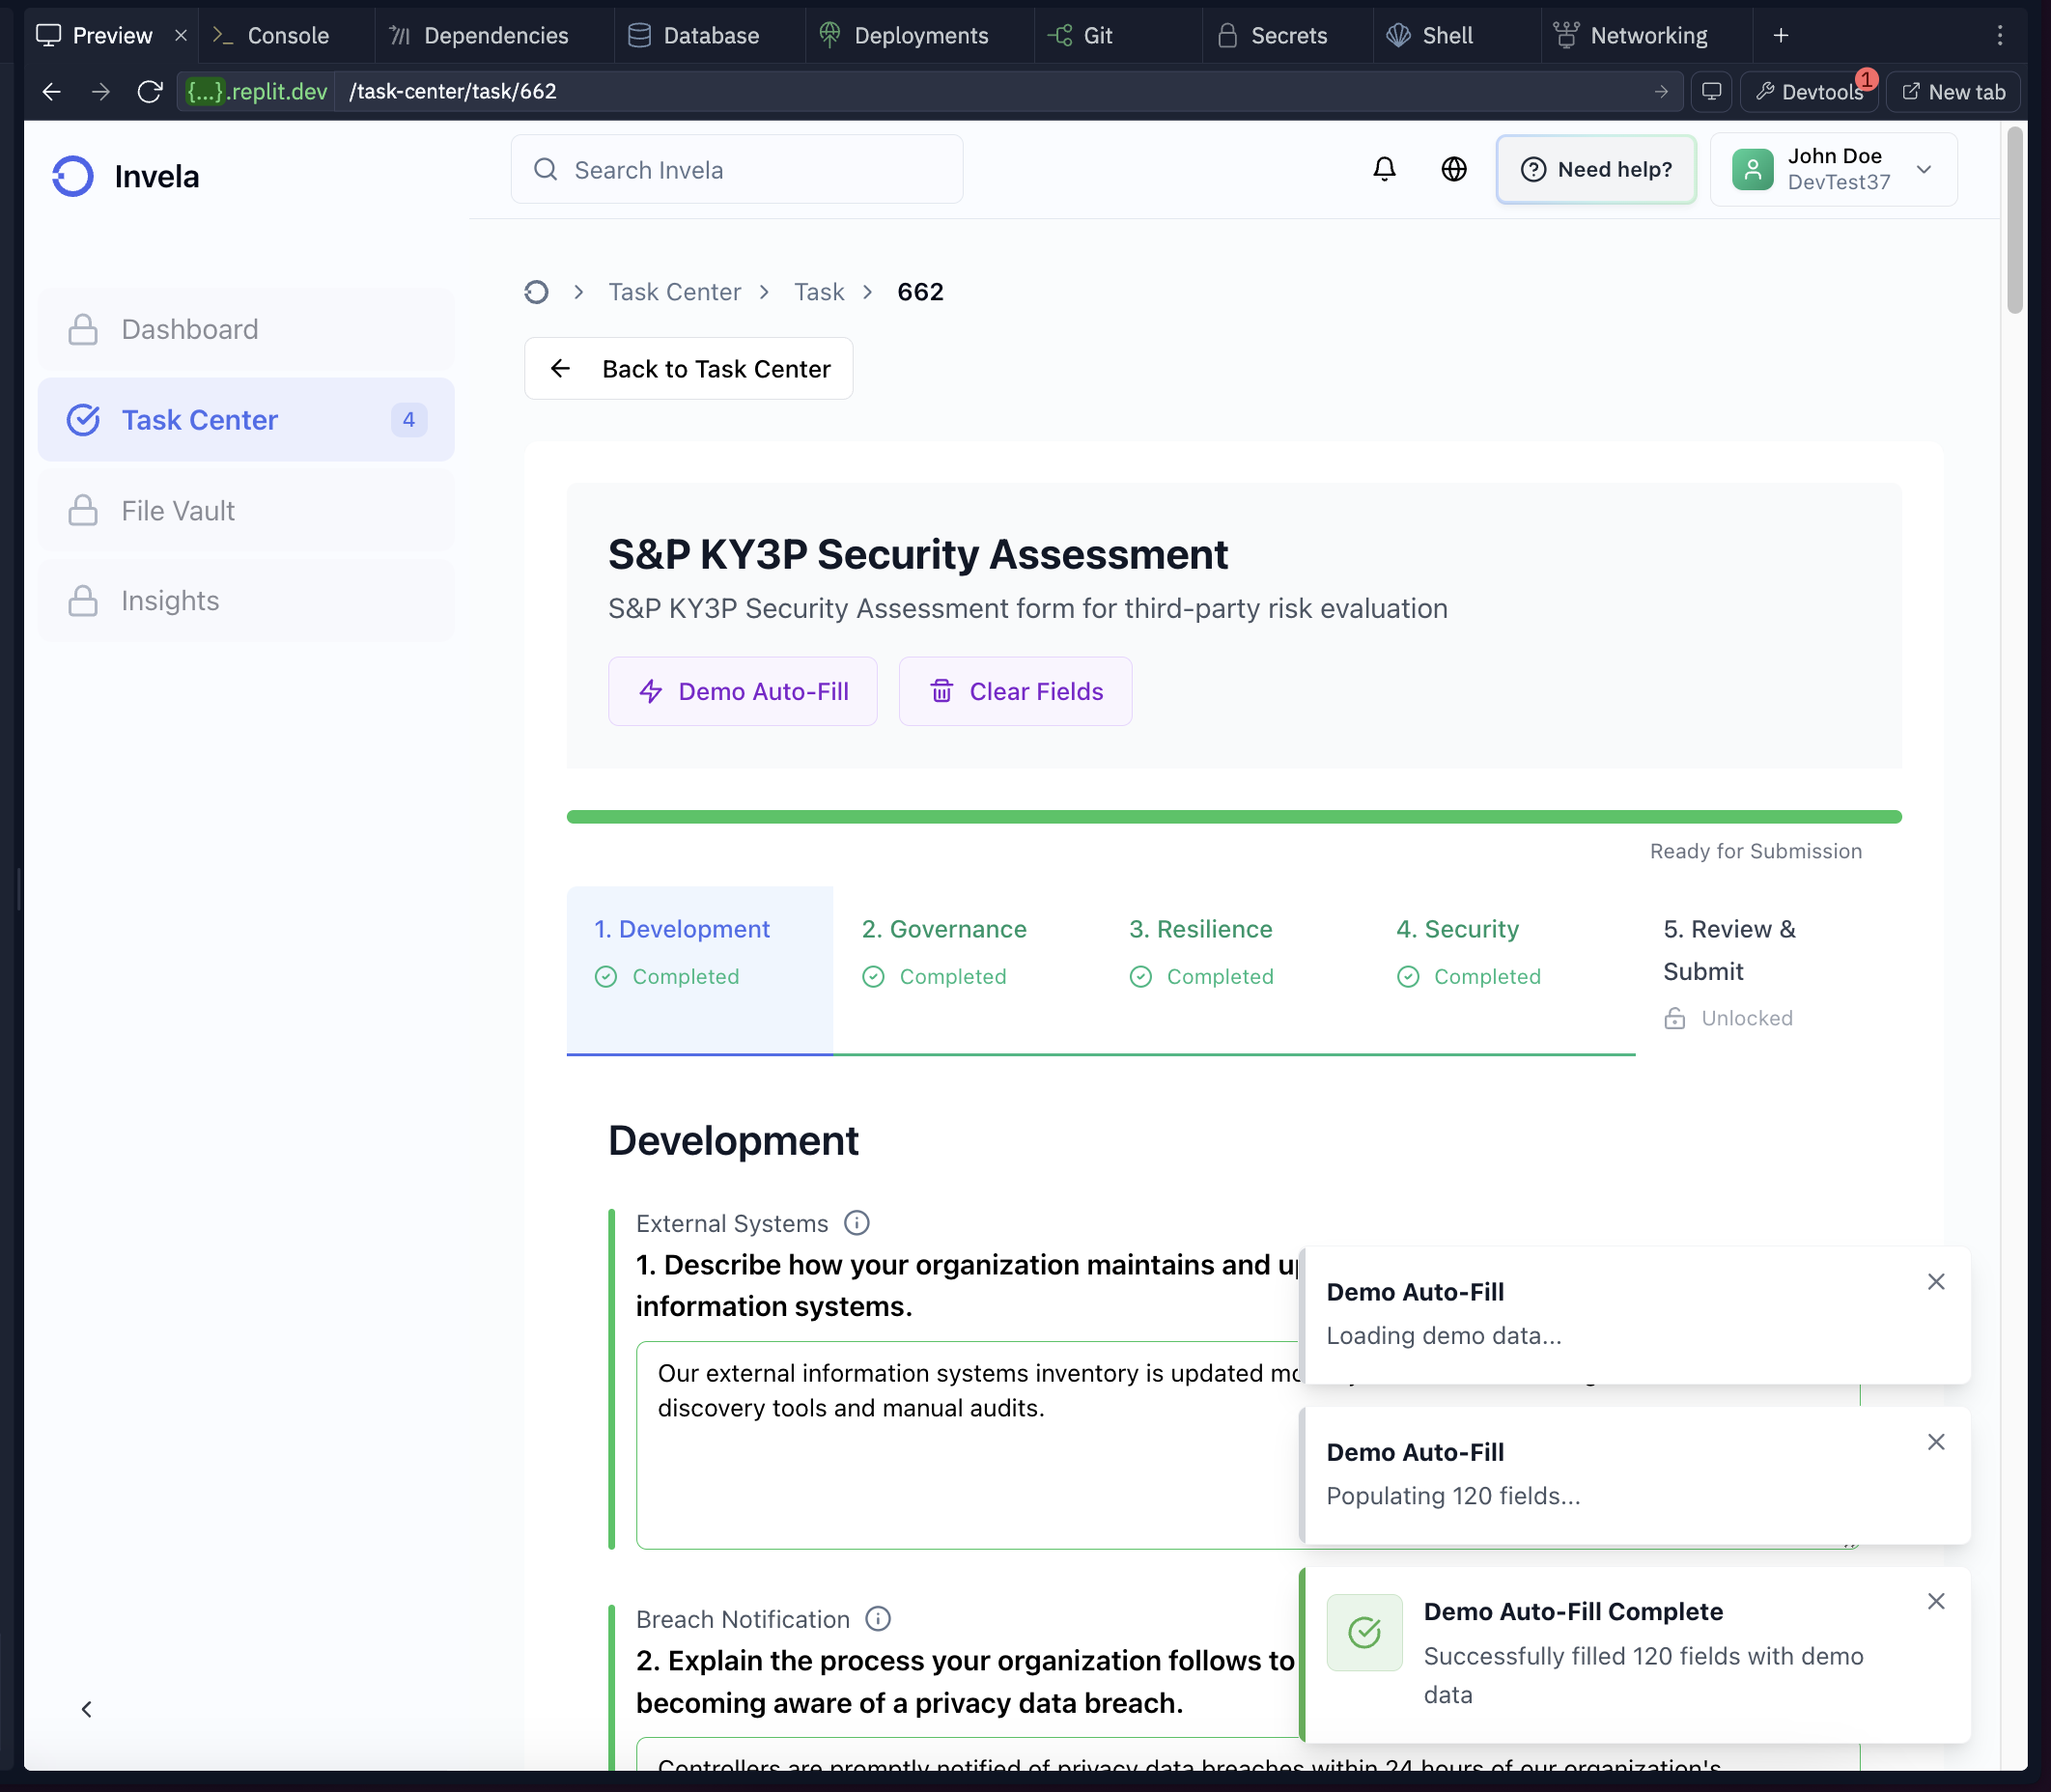 Preview
Console
Dependencies
Database
Deployments
Git
Secrets
Shell
Networking
{...}.replit.dev
/task-center/task/662
Devtools
1
New tab
Invela
Search Invela
Need help?
John Doe
DevTest37
Dashboard
Task Center
4
File Vault
Insights
Task Center
Task
662
Back to Task Center
S&P KY3P Security Assessment
S&P KY3P Security Assessment form for third-party risk evaluation
Demo Auto-Fill
Clear Fields
Ready for Submission
1. Development
Completed
2. Governance
Completed
3. Resilience
Completed
4. Security
Completed
5. Review &
Submit
Unlocked
Development
External Systems
1. Describe how your organization maintains and
information systems.
Our external information systems inventory is updated
discovery tools and manual audits.
Breach Notification
2. Explain the process your organization follows to
becoming aware of a privacy data breach.
Controllers are promptly notified of privacy data breaches within 24 hours of our organization's
Demo Auto-Fill
Loading demo data...
Demo Auto-Fill
Populating 120 fields...
Demo Auto-Fill Complete
Successfully filled 120 fields with demo
data